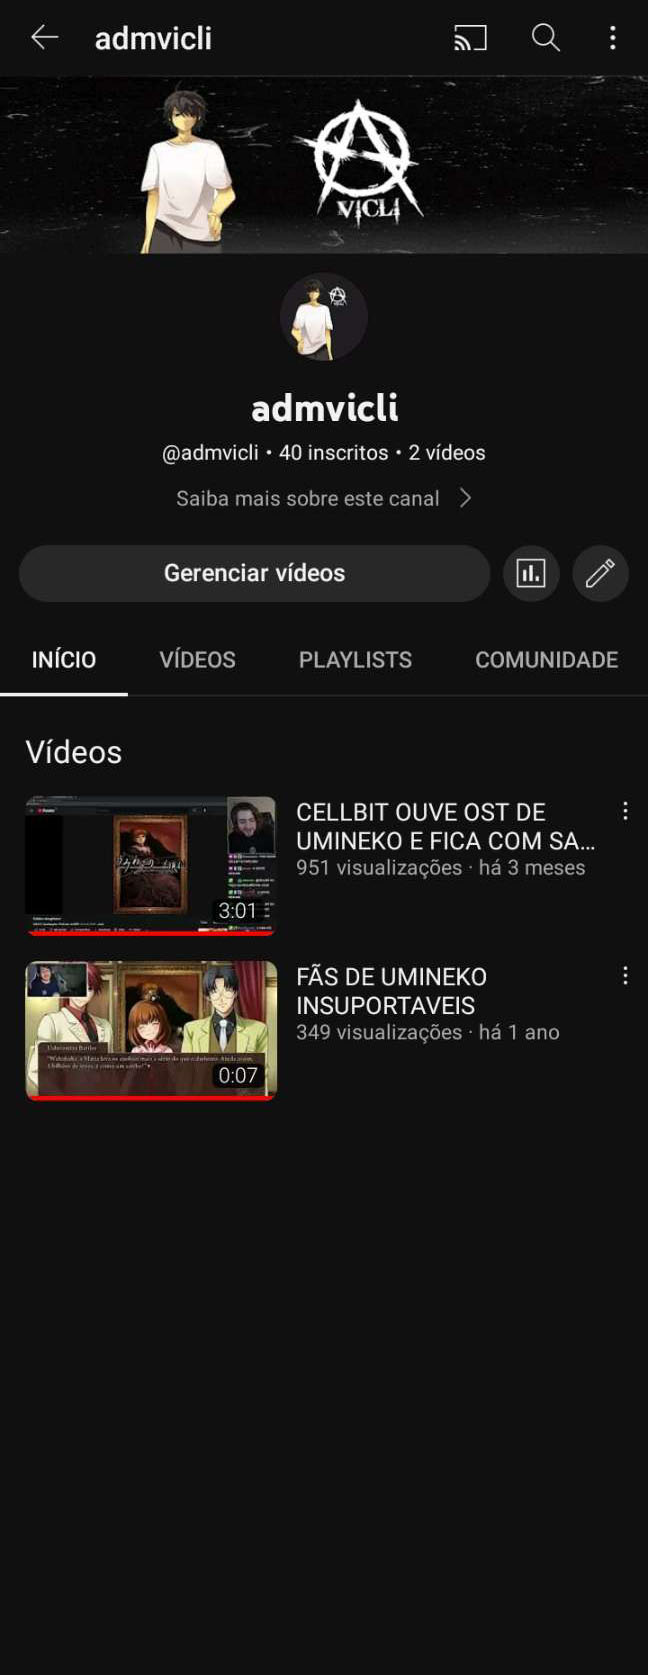 admvicli
VICLI
admvicli
@admvicli • 40 inscritos • 2 vídeos
Saiba mais sobre este canal
Gerenciar vídeos
INÍCIO VÍDEOS PLAYLISTS COMUNIDADE
Vídeos
CELLBIT OUVE OST DE
UMINEKO E FICA COM SA...
951 visualizações · há 3 meses
3:01
FÃS DE UMINEKO
INSUPORTAVEIS
349 visualizações · há 1 ano
Ushiromiya Battler
0:07